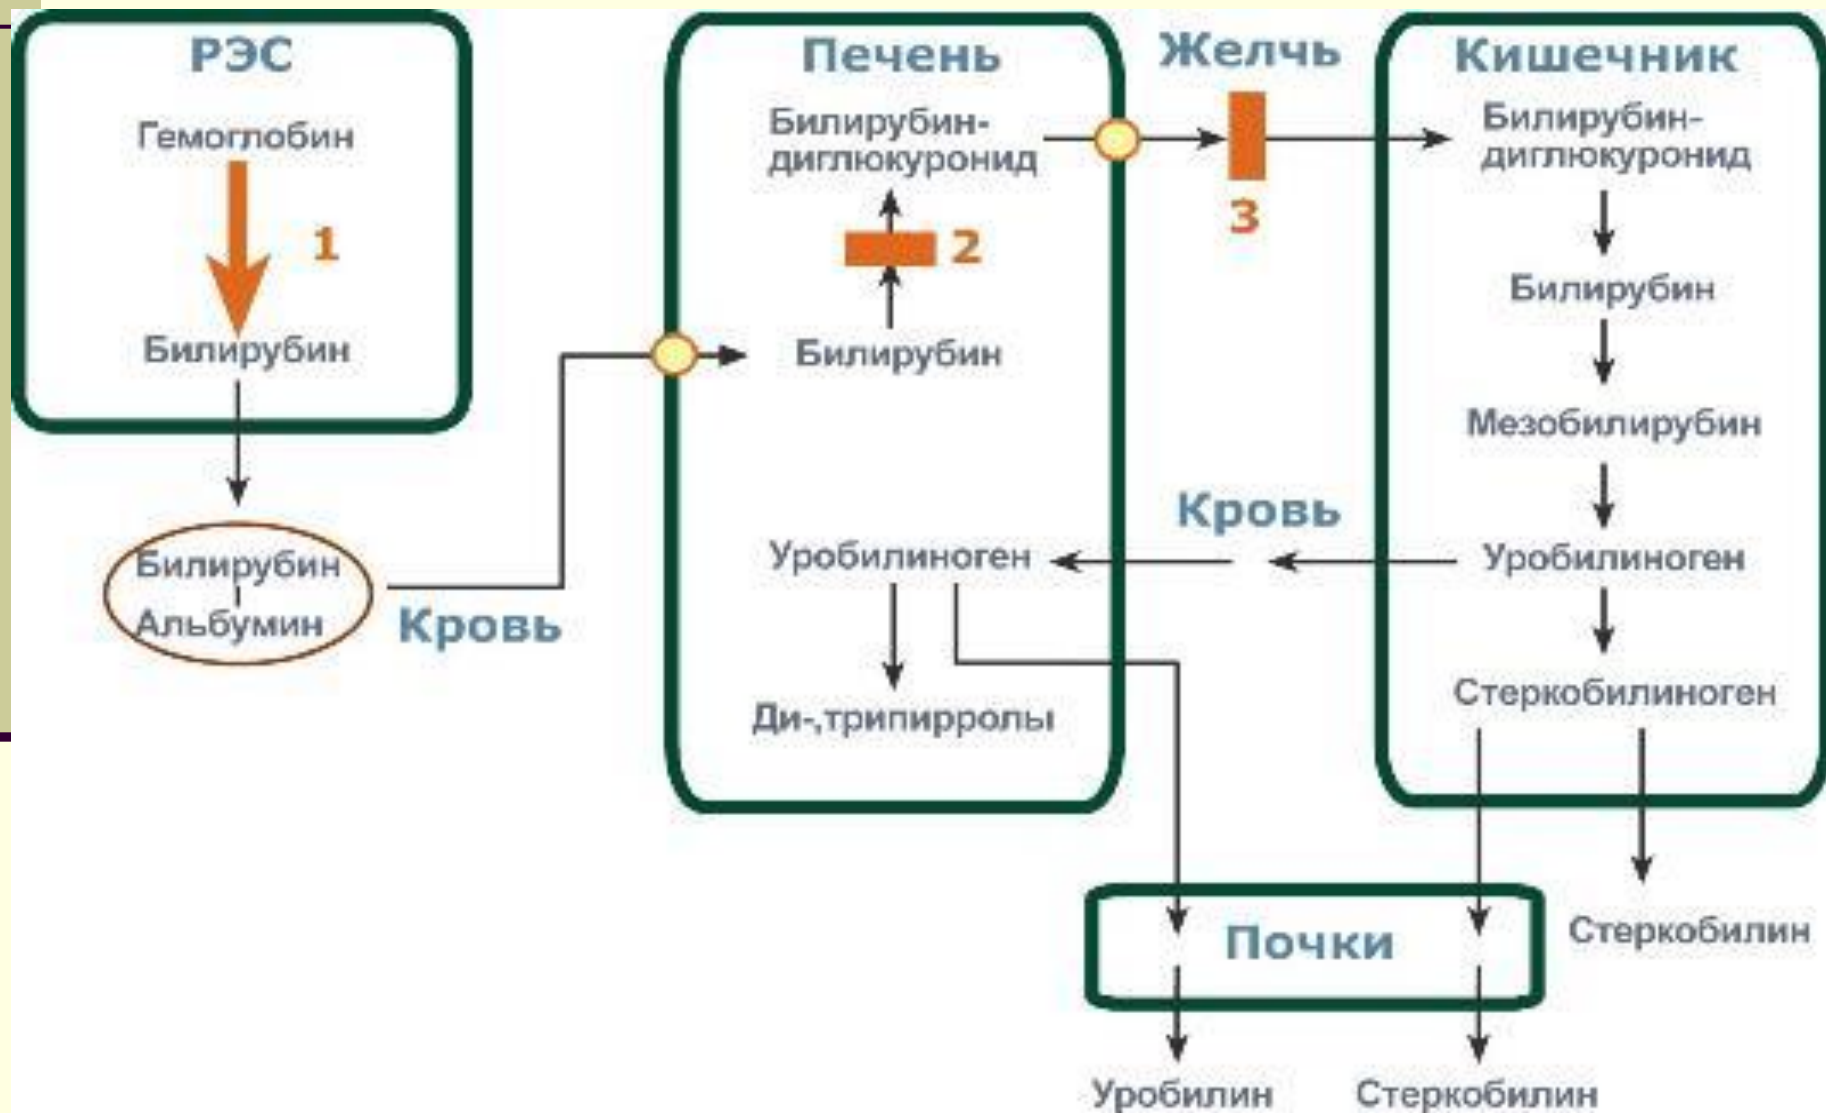 РЭС
Гемоглобин
1
Билирубин
Билирубин
Альбумин
Кровь
Печень
Билирубин-
диглюкуронид
2
Билирубин
Уробилиноген
Ди-,трипирролы
Желчь
3
Кровь
Кишечник
Билирубин-
диглюкуронид
Билирубин
Мезобилирубин
Уробилиноген
Стеркобилиноген
Почки
Стеркобилин
Уробилин
Стеркобилин